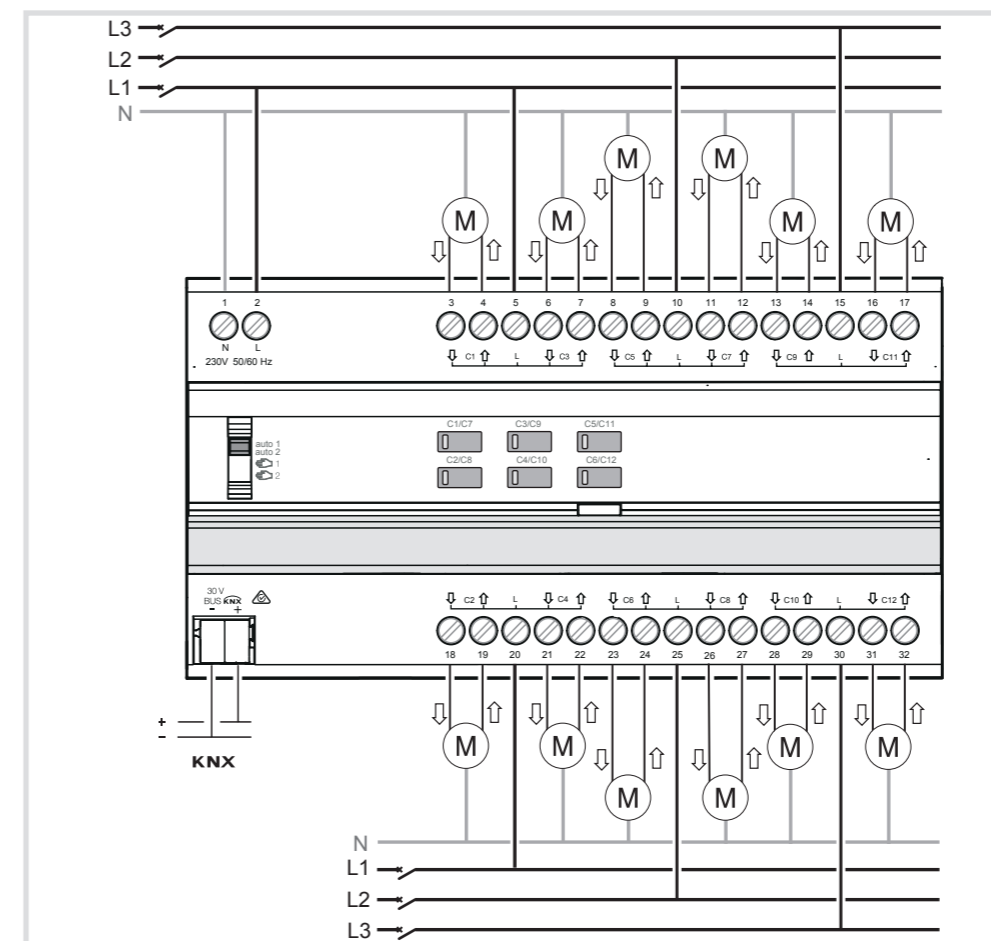 L3
L2
L1
N
M M
M M M M
1 2 3 4 5 6 7 8 9 10 11 12 13 14 15 16 17
N L
230V 50/60 Hz
C1 L C3 C5 L C7 C9 L C11
C1/C7 C3/C9 C5/C11
auto 1
auto 2
1
2
C2/C8 C4/C10 C6/C12
30 V
BUS KNX
- +
C2 L C4 C6 L C8 C10 L C12
18 19 20 21 22 23 24 25 26 27 28 29 30 31 32
+
-
KNX
M M M M
M M
N
L1
L2
L3